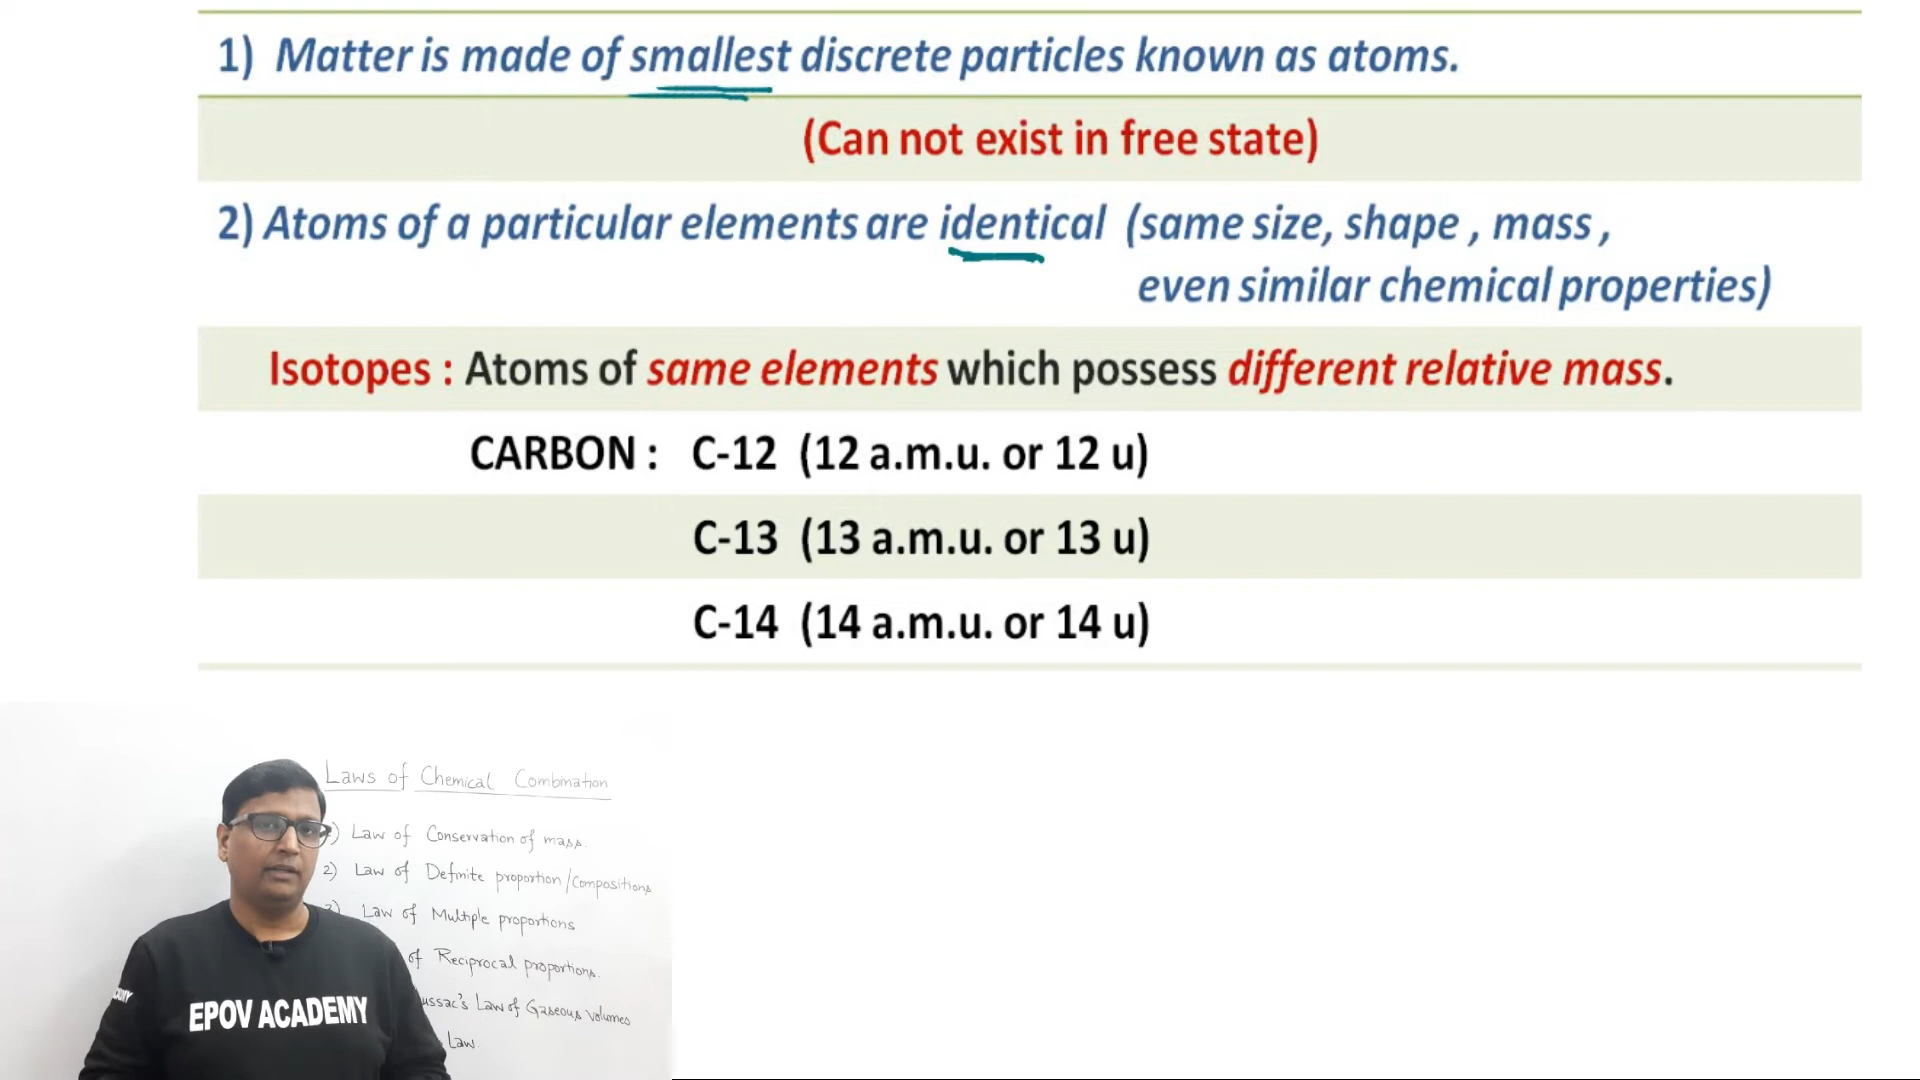 1) Matter is made of smallest discrete particles known as atoms.
(Can not exist in free state)
2) Atoms of a particular elements are identical (same size, shape , mass ,
even similar chemical properties)
Isotopes : Atoms of same elements which possess different relative mass.
CARBON : C-12 (12 a.m.u. or 12 u)
C-13 (13 a.m.u. or 13 u)
C-14 (14 a.m.u. or 14 u)
Laws of Chemical Combination
) Law of Conservation of mass.
2) Law of Definite proportion/Compositions
Law of Multiple proportions
of Reciprocal proportions.
Law of Gaseous Volumes
Law.
EPOV ACADEMY